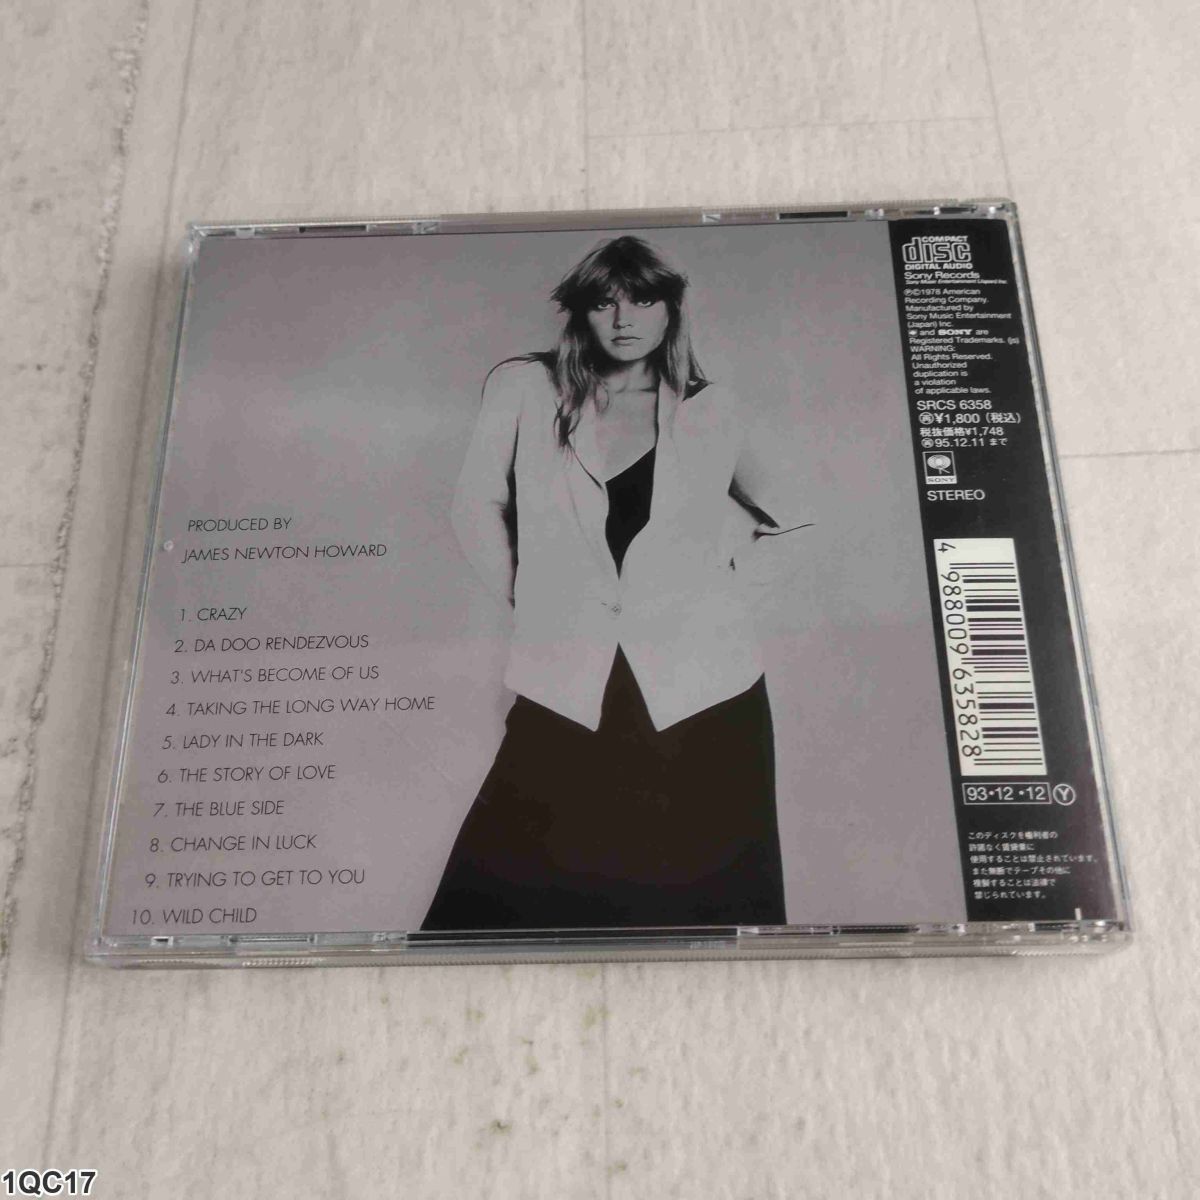 PRODUCED BY
JAMES NEWTON HOWARD
1. CRAZY
2. DA DOO RENDEZVOUS
3. WHAT'S BECOME OF US
4. TAKING THE LONG WAY HOME
5. LADY IN THE DARK
6. THE STORY OF LOVE
7. THE BLUE SIDE
8. CHANGE IN LUCK
9. TRYING TO GET TO YOU
10. WILD CHILD
COMPACT
disc
DIGITAL AUDIO
Sony Records
Sony Music Entertainment (Japan) Inc.
Ⓟ©1978 American
Recording Company.
Manufactured by
Sony Music Entertainment
(Japan) Inc.
and SONY are
Registered Trademarks. (js)
WARNING:
All Rights Reserved.
Unauthorized
duplication is
a violation
of applicable laws.
SRCS 6358
㊢¥1,800 (税込)
税抜価格¥1,748
㊢95.12.11 まで
SONY
STEREO
4 988009 635828
93・12・12 Ⓨ
このディスクを権利者の
許諾なく賃貸業に
使用することは禁止されています。
また無断でテープその他に
複製することは法律で
禁じられています。
1QC17